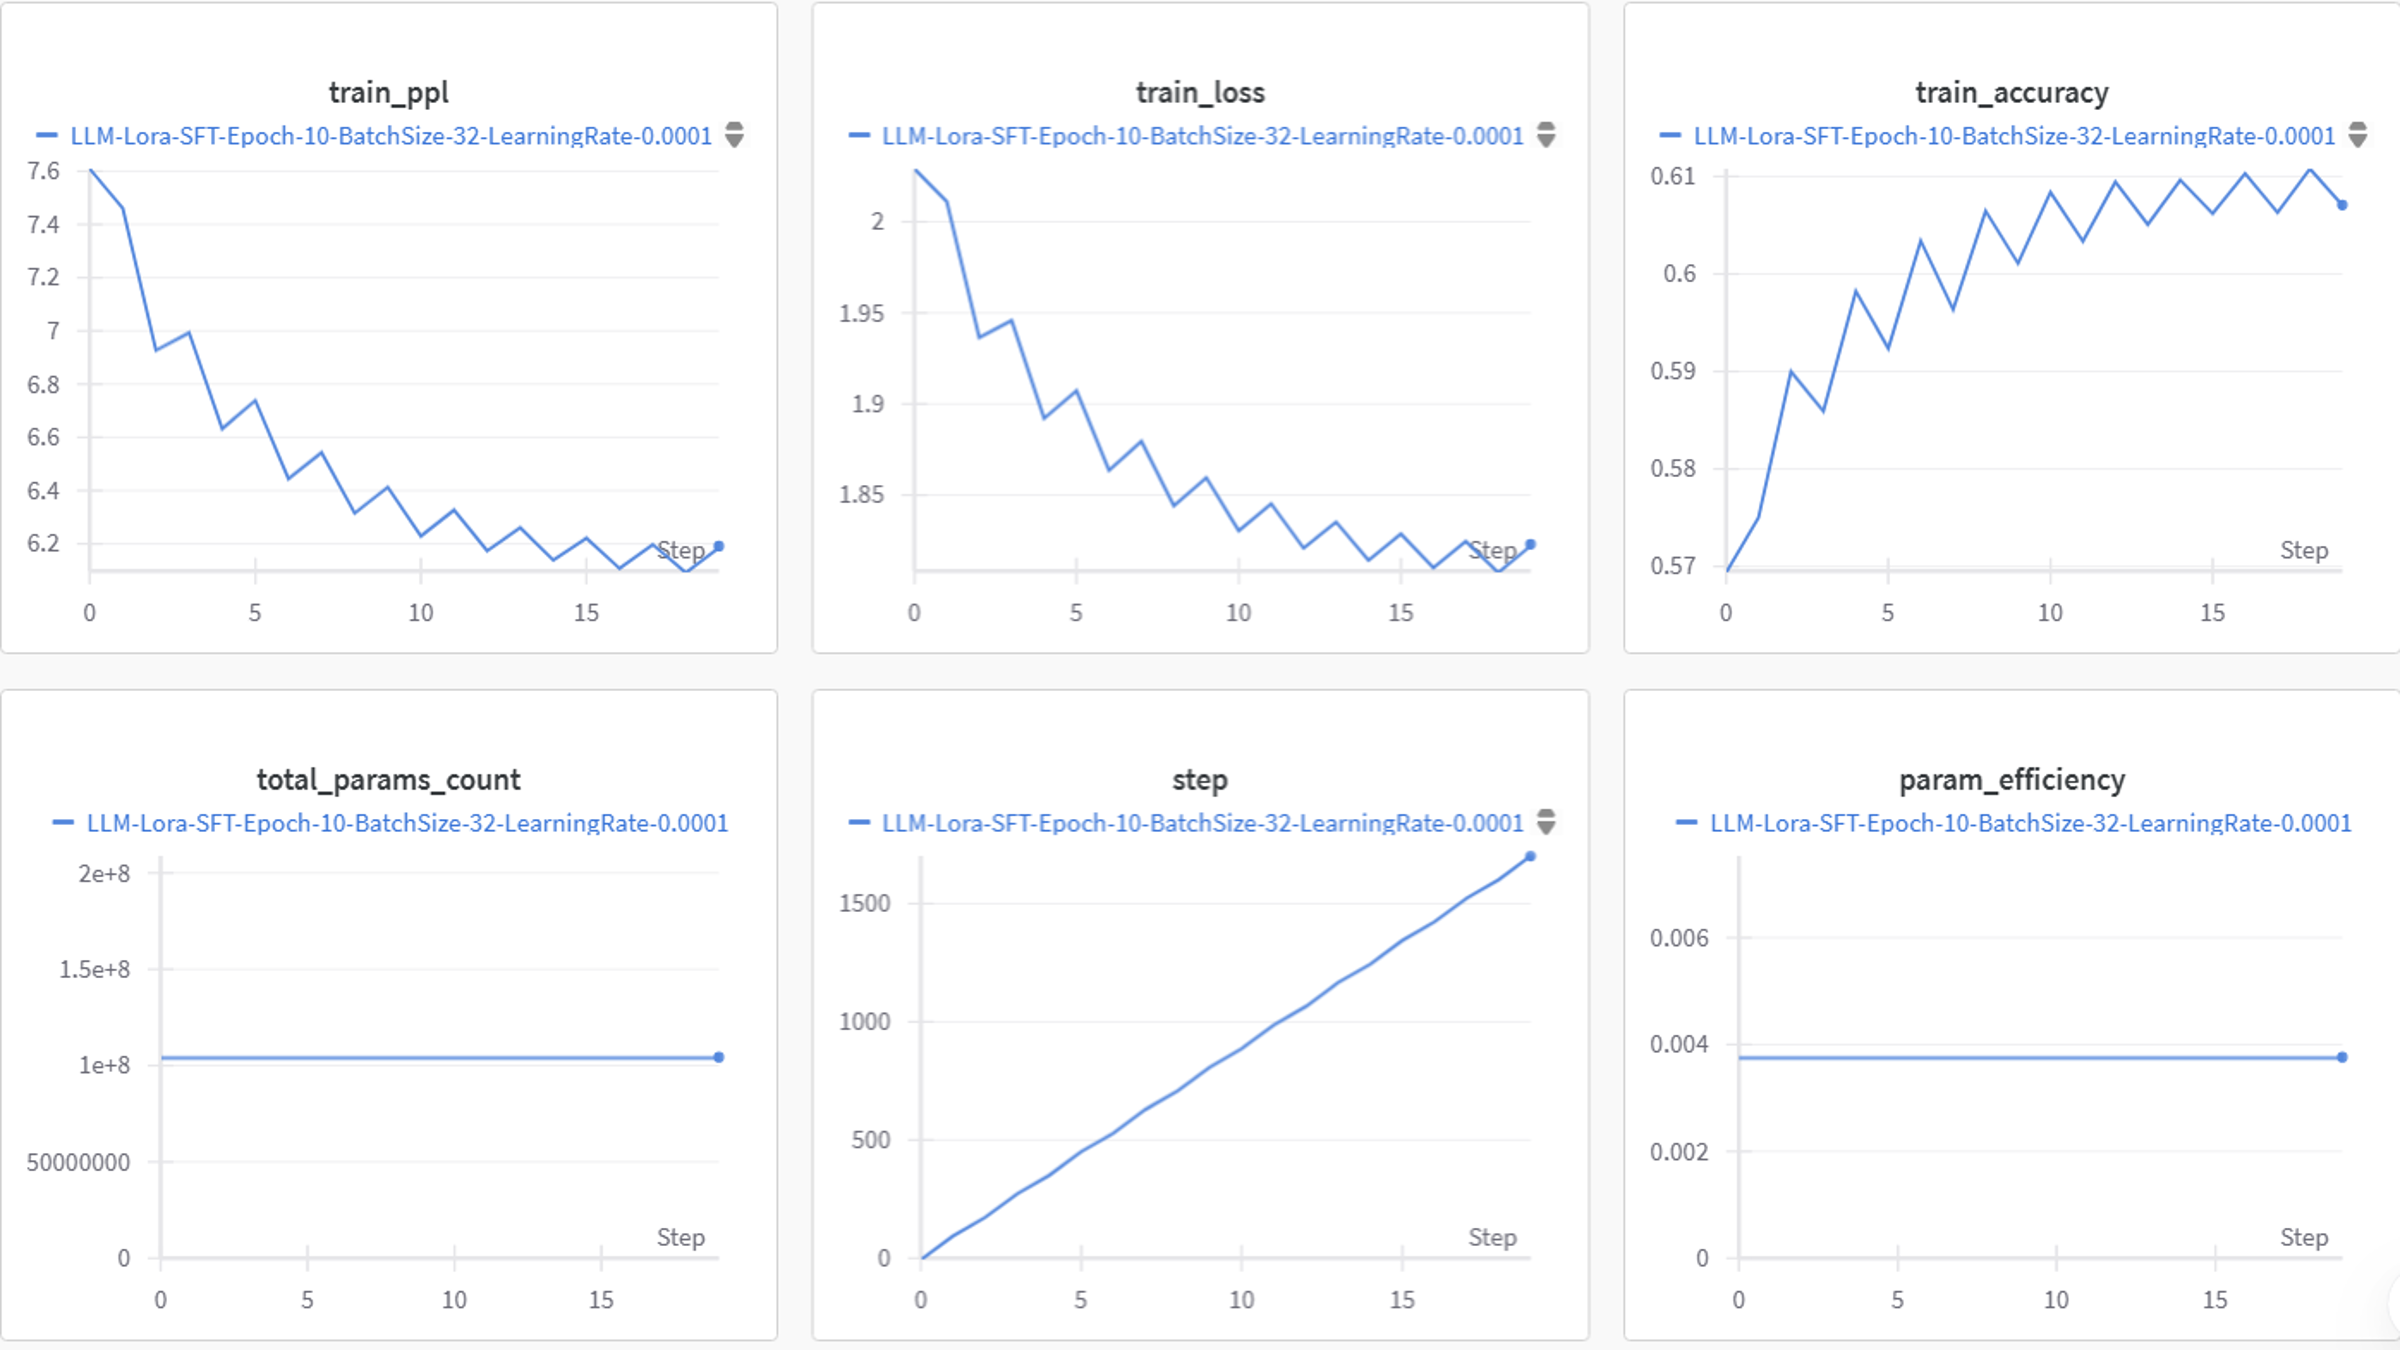 train_ppl
LLM-Lora-SFT-Epoch-10-BatchSize-32-LearningRate-0.0001
7.6
7.4
7.2
7
6.8
6.6
6.4
6.2
Step
0 5 10 15
train_loss
LLM-Lora-SFT-Epoch-10-BatchSize-32-LearningRate-0.0001
2
1.95
1.9
1.85
Step
0 5 10 15
train_accuracy
LLM-Lora-SFT-Epoch-10-BatchSize-32-LearningRate-0.0001
0.61
0.6
0.59
0.58
0.57
Step
0 5 10 15
total_params_count
LLM-Lora-SFT-Epoch-10-BatchSize-32-LearningRate-0.0001
2e+8
1.5e+8
1e+8
50000000
0
Step
0 5 10 15
step
LLM-Lora-SFT-Epoch-10-BatchSize-32-LearningRate-0.0001
1500
1000
500
0
Step
0 5 10 15
param_efficiency
LLM-Lora-SFT-Epoch-10-BatchSize-32-LearningRate-0.0001
0.006
0.004
0.002
0
Step
0 5 10 15